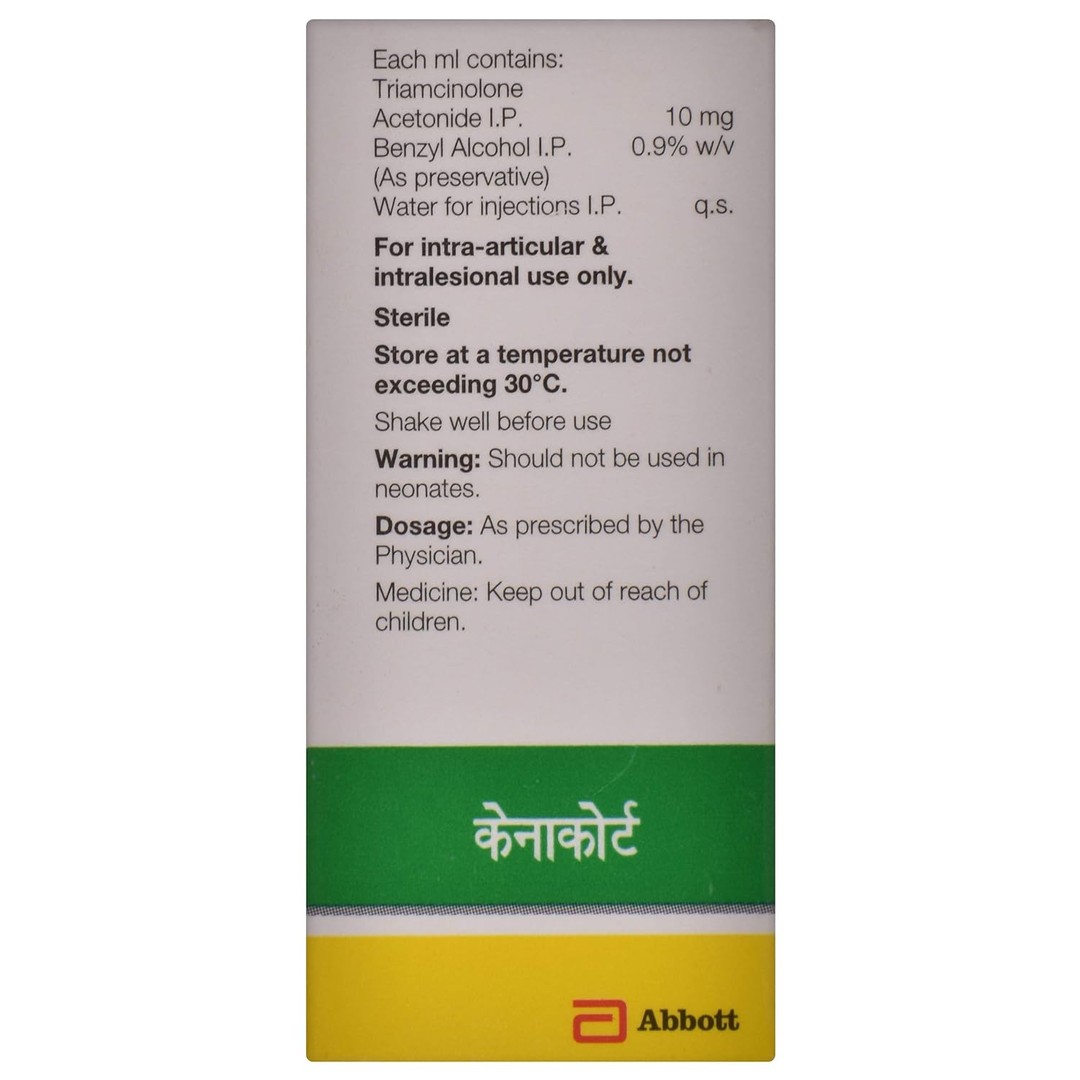 Each ml contains:
Triamcinolone
Acetonide I.P. 10 mg
Benzyl Alcohol I.P. 0.9% w/v
(As preservative)
Water for injections I.P. q.s.
For intra-articular &
intralesional use only.
Sterile
Store at a temperature not
exceeding 30°C.
Shake well before use
Warning: Should not be used in
neonates.
Dosage: As prescribed by the
Physician.
Medicine: Keep out of reach of
children.
केनाकोर्ट
Abbott